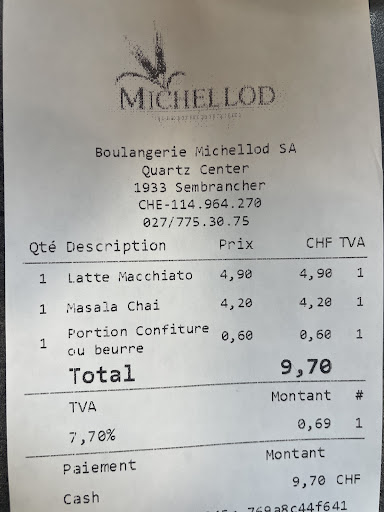 MICHELLOD
Boulangerie Michellod SA
Quartz Center
1933 Sembrancher
CHE-114.964.270
027/775.30.75
Qté Description Prix CHF TVA
1 Latte Macchiato 4,90 4,90 1
1 Masala Chai 4,20 4,20 1
1 Portion Confiture ou beurre 0,60 0,60 1
Total 9,70
TVA Montant #
7,70% 0,69 1
Paiement Montant
Cash 9,70 CHF
769a8c44f641